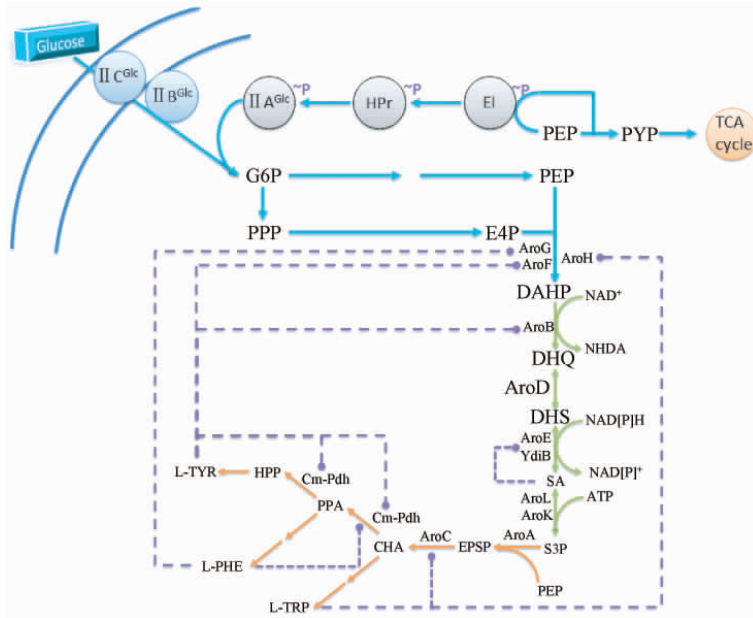 Glucose
II C^Glc
II B^Glc
II A^Glc
~P
HPr
~P
EI
~P
PEP
PYP
TCA
cycle
G6P
PEP
PPP
E4P
AroG
AroF
AroH
DAHP
NAD⁺
AroB
NHDA
DHQ
AroD
DHS
NAD[P]H
AroE
YdiB
NAD[P]⁺
SA
L-TYR
HPP
Cm-Pdh
AroL
AroK
ATP
PPA
Cm-Pdh
AroC
AroA
CHA
EPSP
S3P
L-PHE
PEP
L-TRP